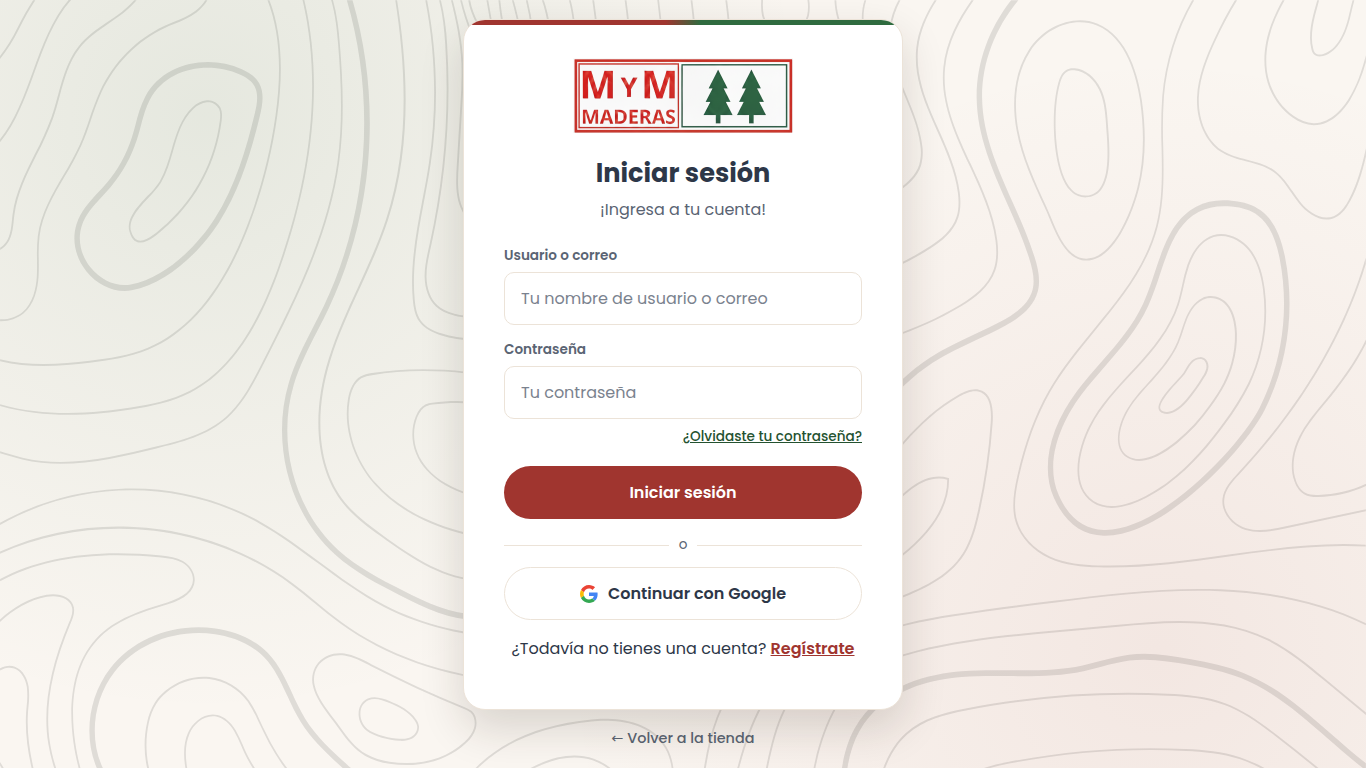 MYM
MADERAS
Iniciar sesión
¡Ingresa a tu cuenta!
Usuario o correo
Tu nombre de usuario o correo
Contraseña
Tu contraseña
¿Olvidaste tu contraseña?
Iniciar sesión
o
Continuar con Google
¿Todavía no tienes una cuenta? Regístrate
← Volver a la tienda